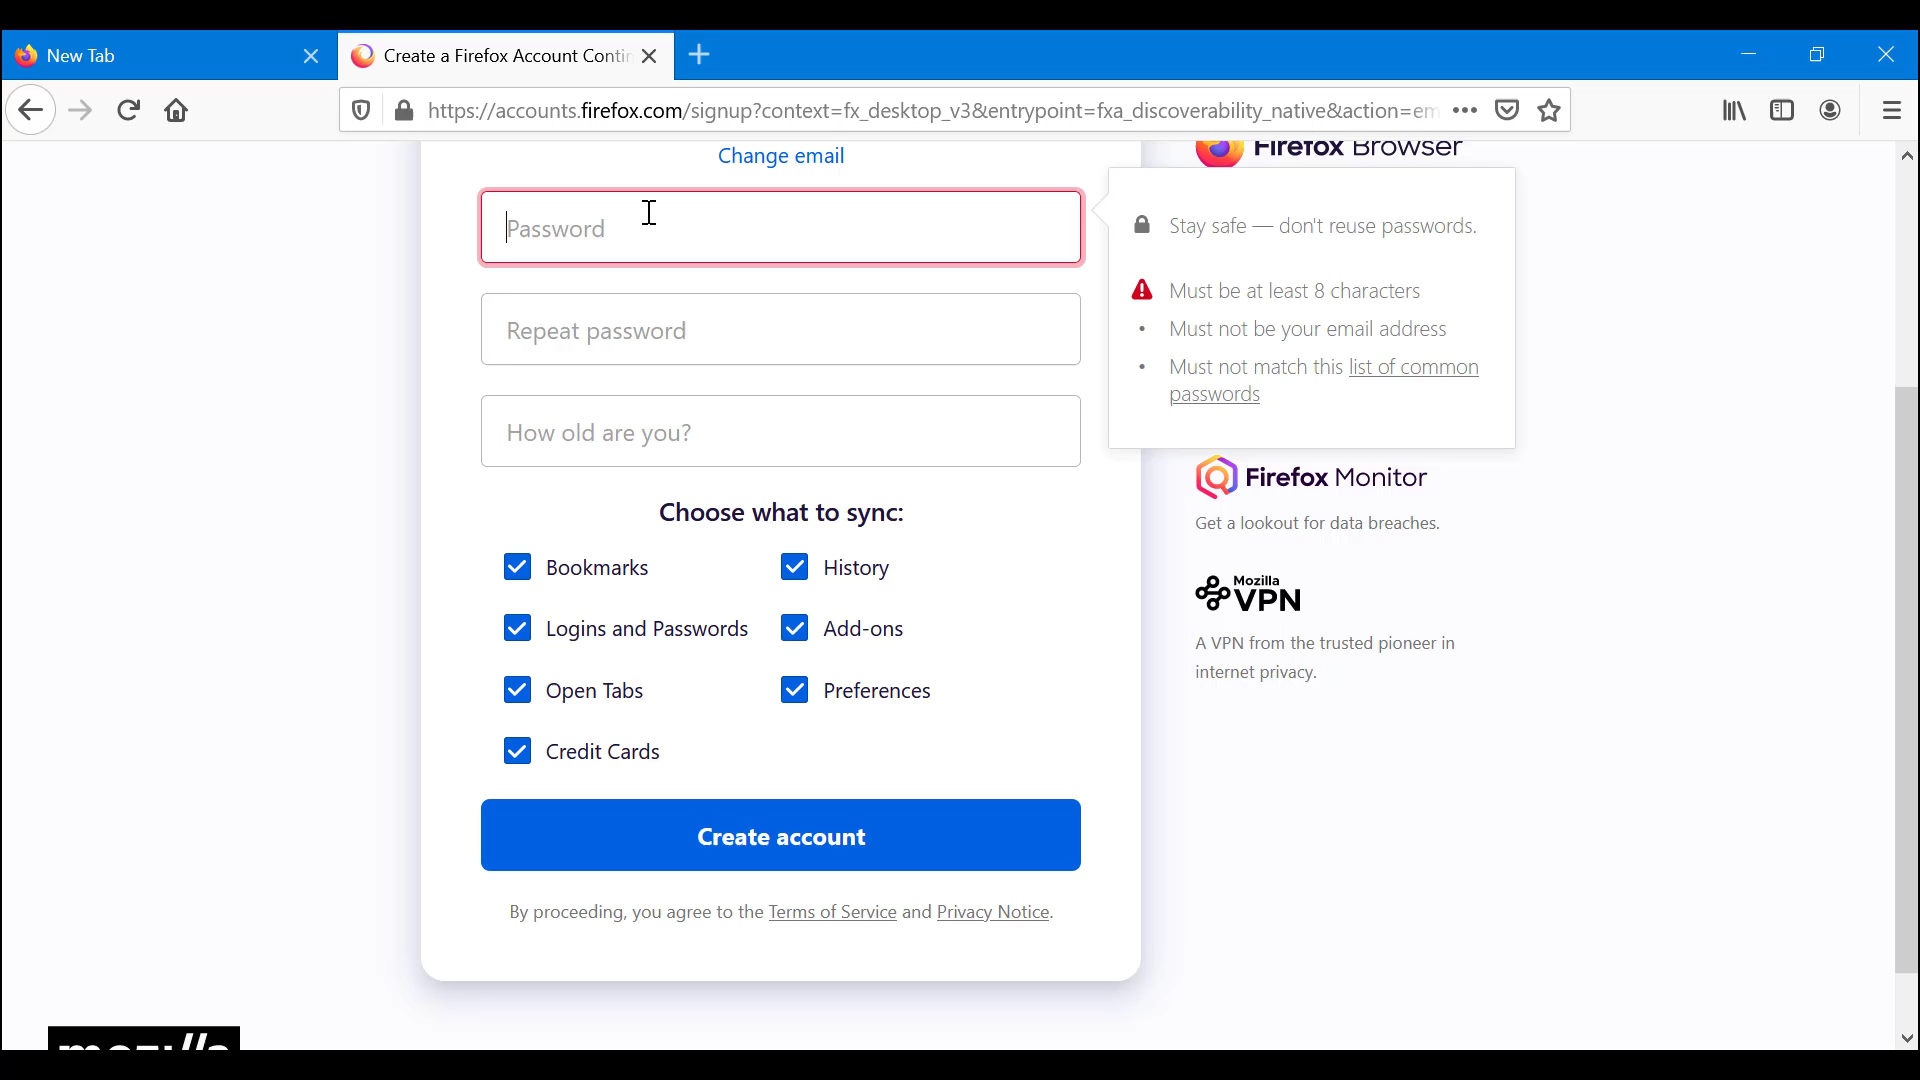 New Tab
Create a Firefox Account Contin
https://accounts.firefox.com/signup?context=fx_desktop_v3&entrypoint=fxa_discoverability_native&action=em
Change email
Firefox Browser
Password
Stay safe — don't reuse passwords.
Must be at least 8 characters
Repeat password
• Must not be your email address
• Must not match this list of common
passwords
How old are you?
Firefox Monitor
Get a lookout for data breaches.
Choose what to sync:
Bookmarks
History
Mozilla
VPN
Logins and Passwords
Add-ons
A VPN from the trusted pioneer in
internet privacy.
Open Tabs
Preferences
Credit Cards
Create account
By proceeding, you agree to the Terms of Service and Privacy Notice.
moz://a